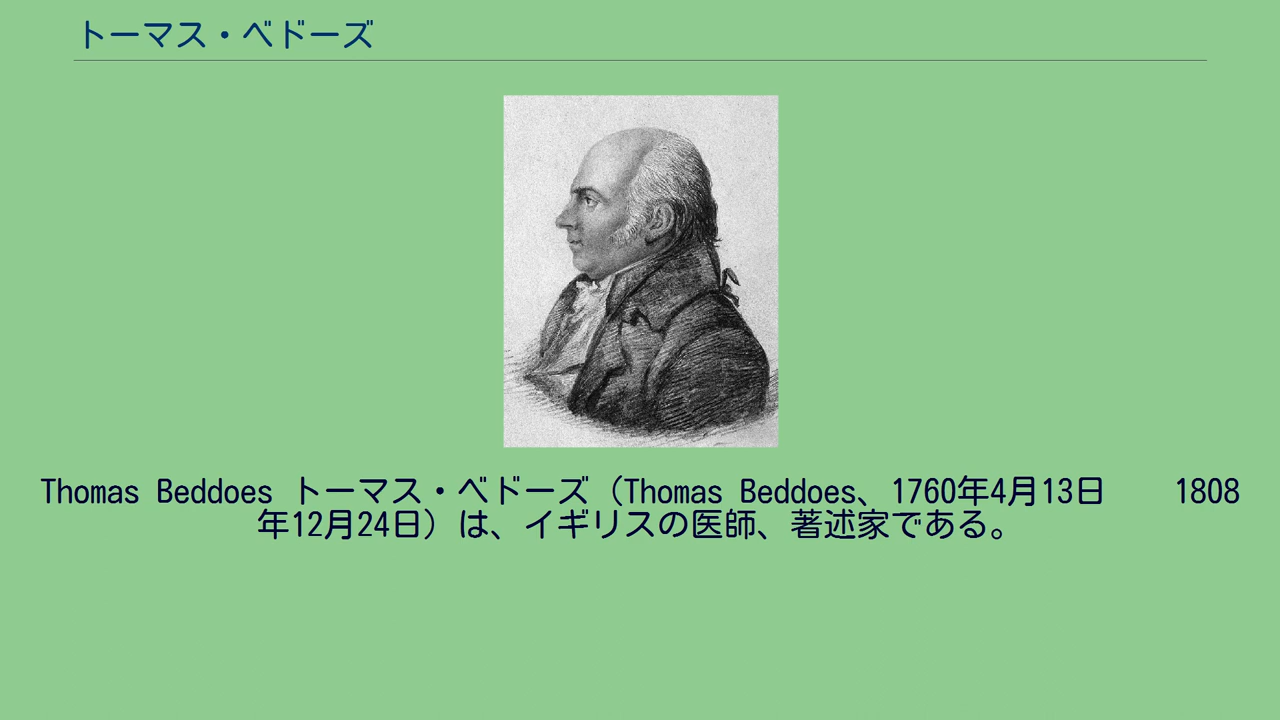 トーマス・ベドーズ
Thomas Beddoes トーマス・ベドーズ（Thomas Beddoes、1760年4月13日　　1808
年12月24日）は、イギリスの医師、著述家である。